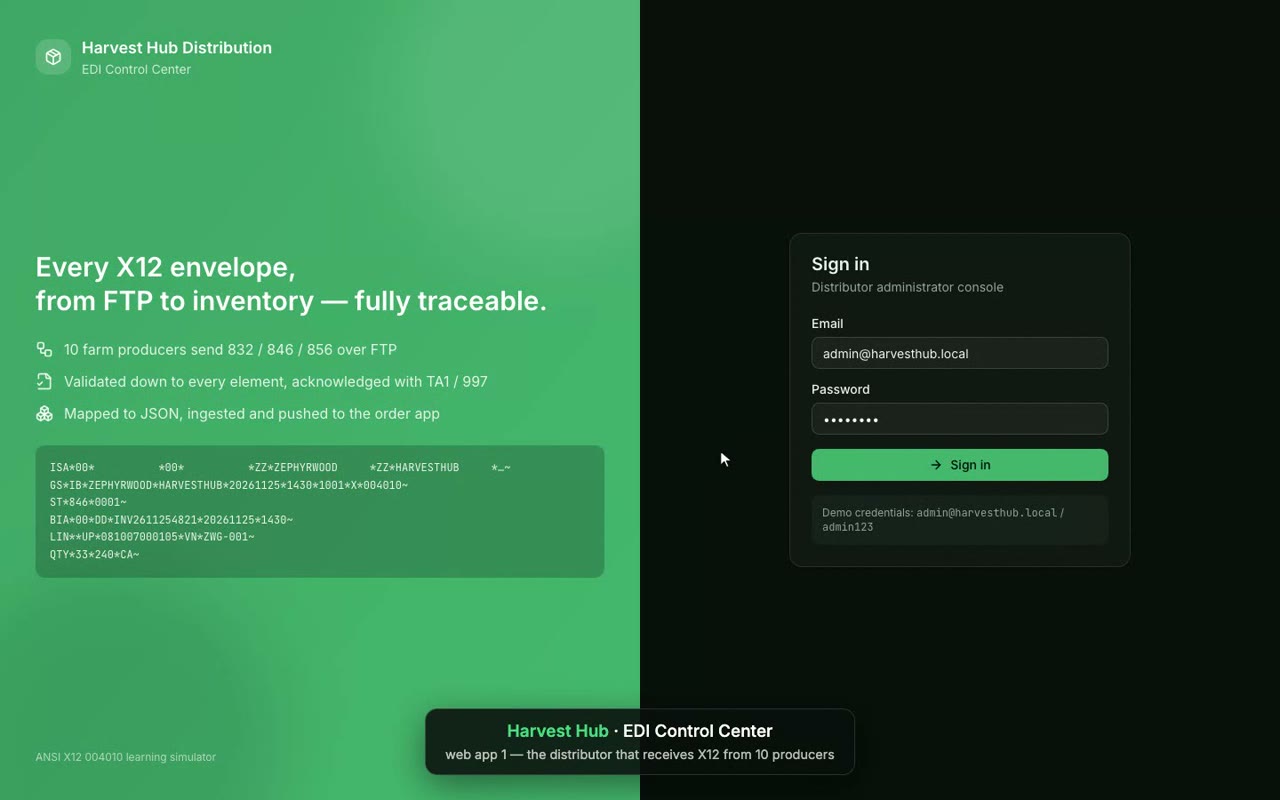 Harvest Hub Distribution
EDI Control Center
Every X12 envelope,
from FTP to inventory — fully traceable.
10 farm producers send 832 / 846 / 856 over FTP
Validated down to every element, acknowledged with TA1 / 997
Mapped to JSON, ingested and pushed to the order app
ISA*00*          *00*          *ZZ*ZEPHYRWOOD     *ZZ*HARVESTHUB     *…~
GS*IB*ZEPHYRWOOD*HARVESTHUB*20261125*1430*1001*X*004010~
ST*846*0001~
BIA*00*DD*INV2611254821*20261125*1430~
LIN**UP*081007000105*VN*ZWG-001~
QTY*33*240*CA~
ANSI X12 004010 learning simulator
Sign in
Distributor administrator console
Email
admin@harvesthub.local
Password
••••••••
Sign in
Demo credentials: admin@harvesthub.local /
admin123
Harvest Hub · EDI Control Center
web app 1 — the distributor that receives X12 from 10 producers